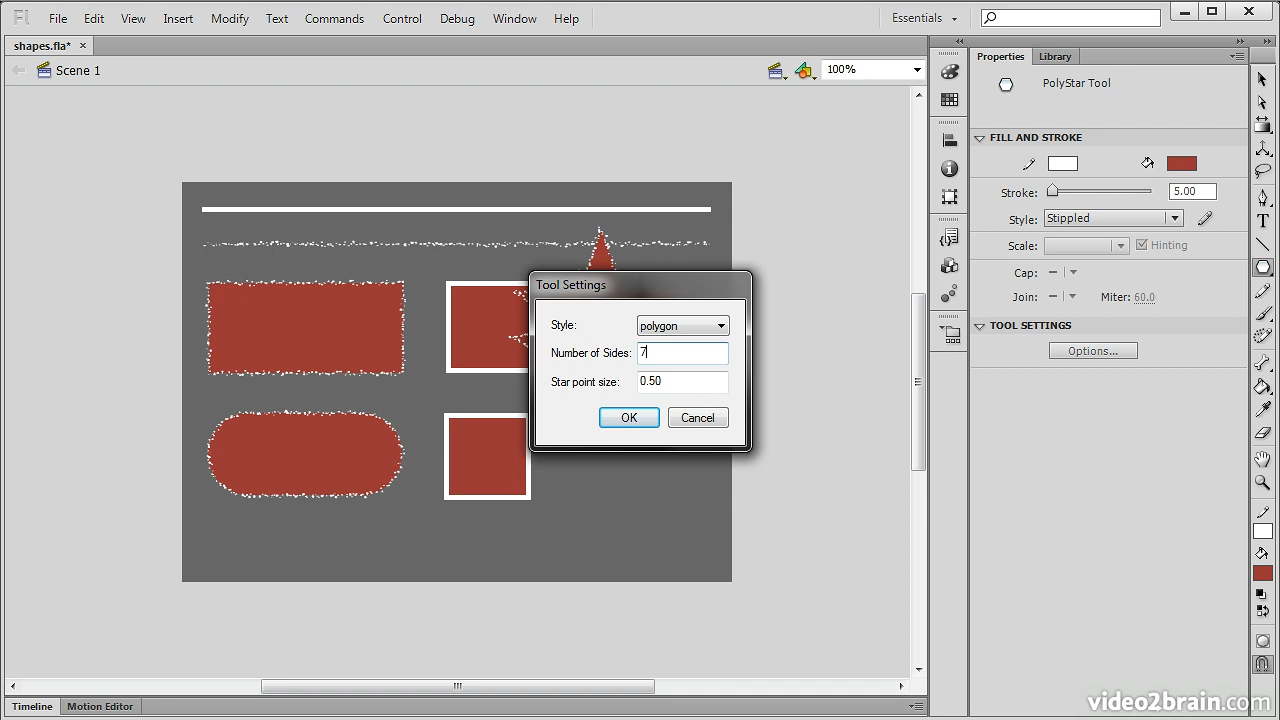 Fl File Edit View Insert Modify Text Commands Control Debug Window Help Essentials
shapes.fla* ×
Scene 1 100%
Properties Library
PolyStar Tool
FILL AND STROKE
Stroke: 5.00
Style: Stippled
Scale: Hinting
Cap:
Join: Miter: 60.0
TOOL SETTINGS
Options...
Tool Settings
Style: polygon
Number of Sides: 7
Star point size: 0.50
OK Cancel
Timeline Motion Editor
video2brain.com